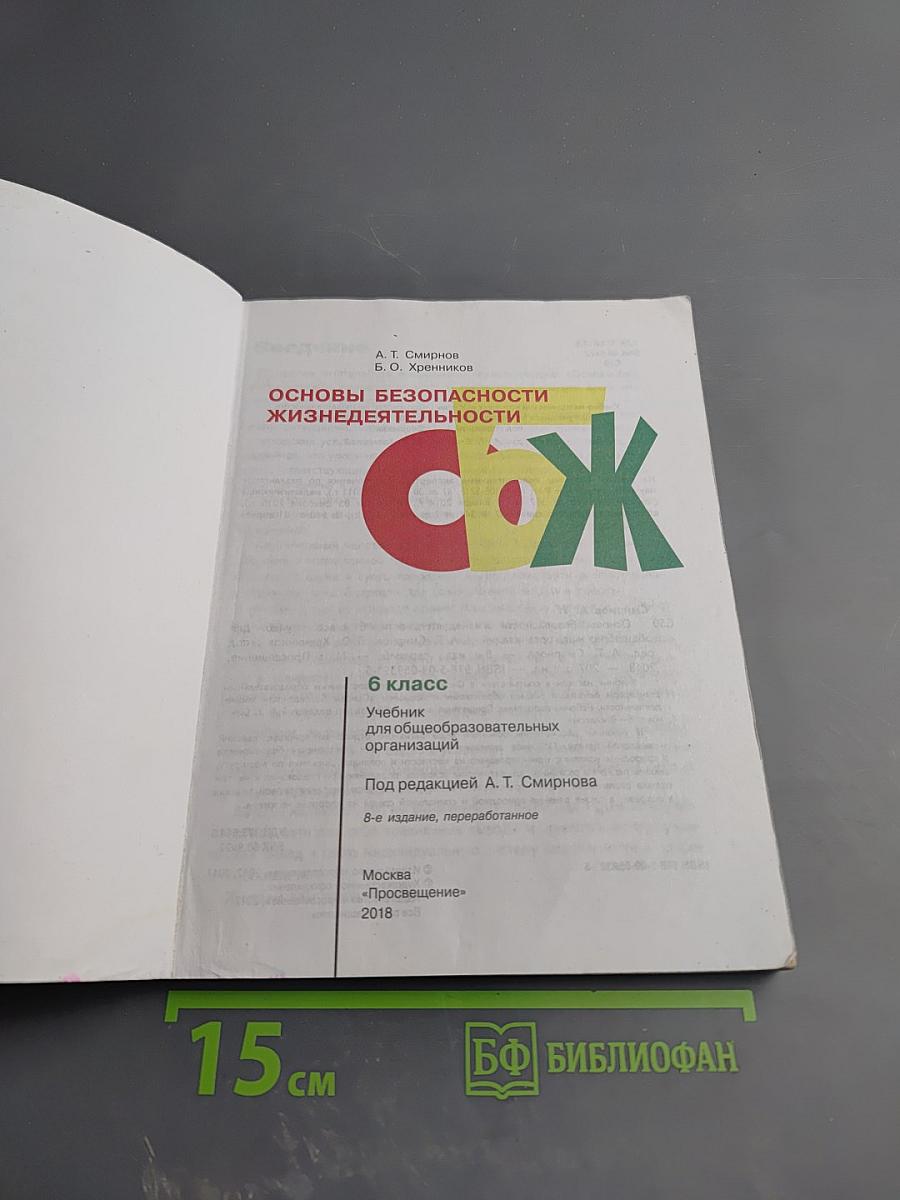 А. Т. Смирнов
Б. О. Хренников
ОСНОВЫ БЕЗОПАСНОСТИ
ЖИЗНЕДЕЯТЕЛЬНОСТИ
ОБЖ
6 класс
Учебник
для общеобразовательных
организаций
Под редакцией А. Т. Смирнова
8-е издание, переработанное
Москва
«Просвещение»
2018
15 см
БФ БИБЛИОФАН